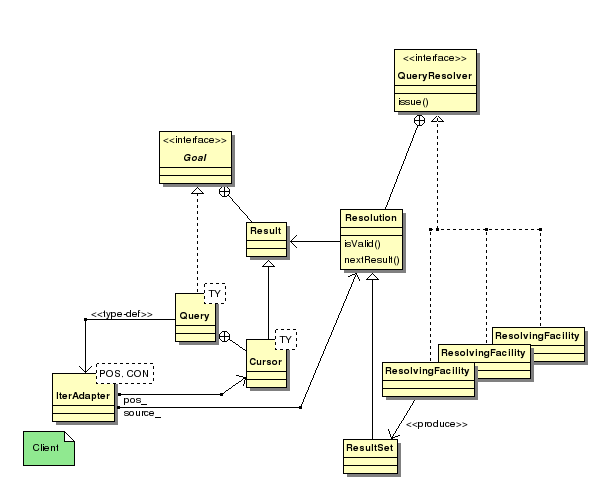 <<interface>>
QueryResolver
issue()
<<interface>>
Goal
Result
Resolution
isValid()
nextResult()
TY
Query
<<type-def>>
TY
Cursor
ResolvingFacility
ResolvingFacility
ResolvingFacility
POS. CON
IterAdapter
pos_
source_
<<produce>>
Client
ResultSet